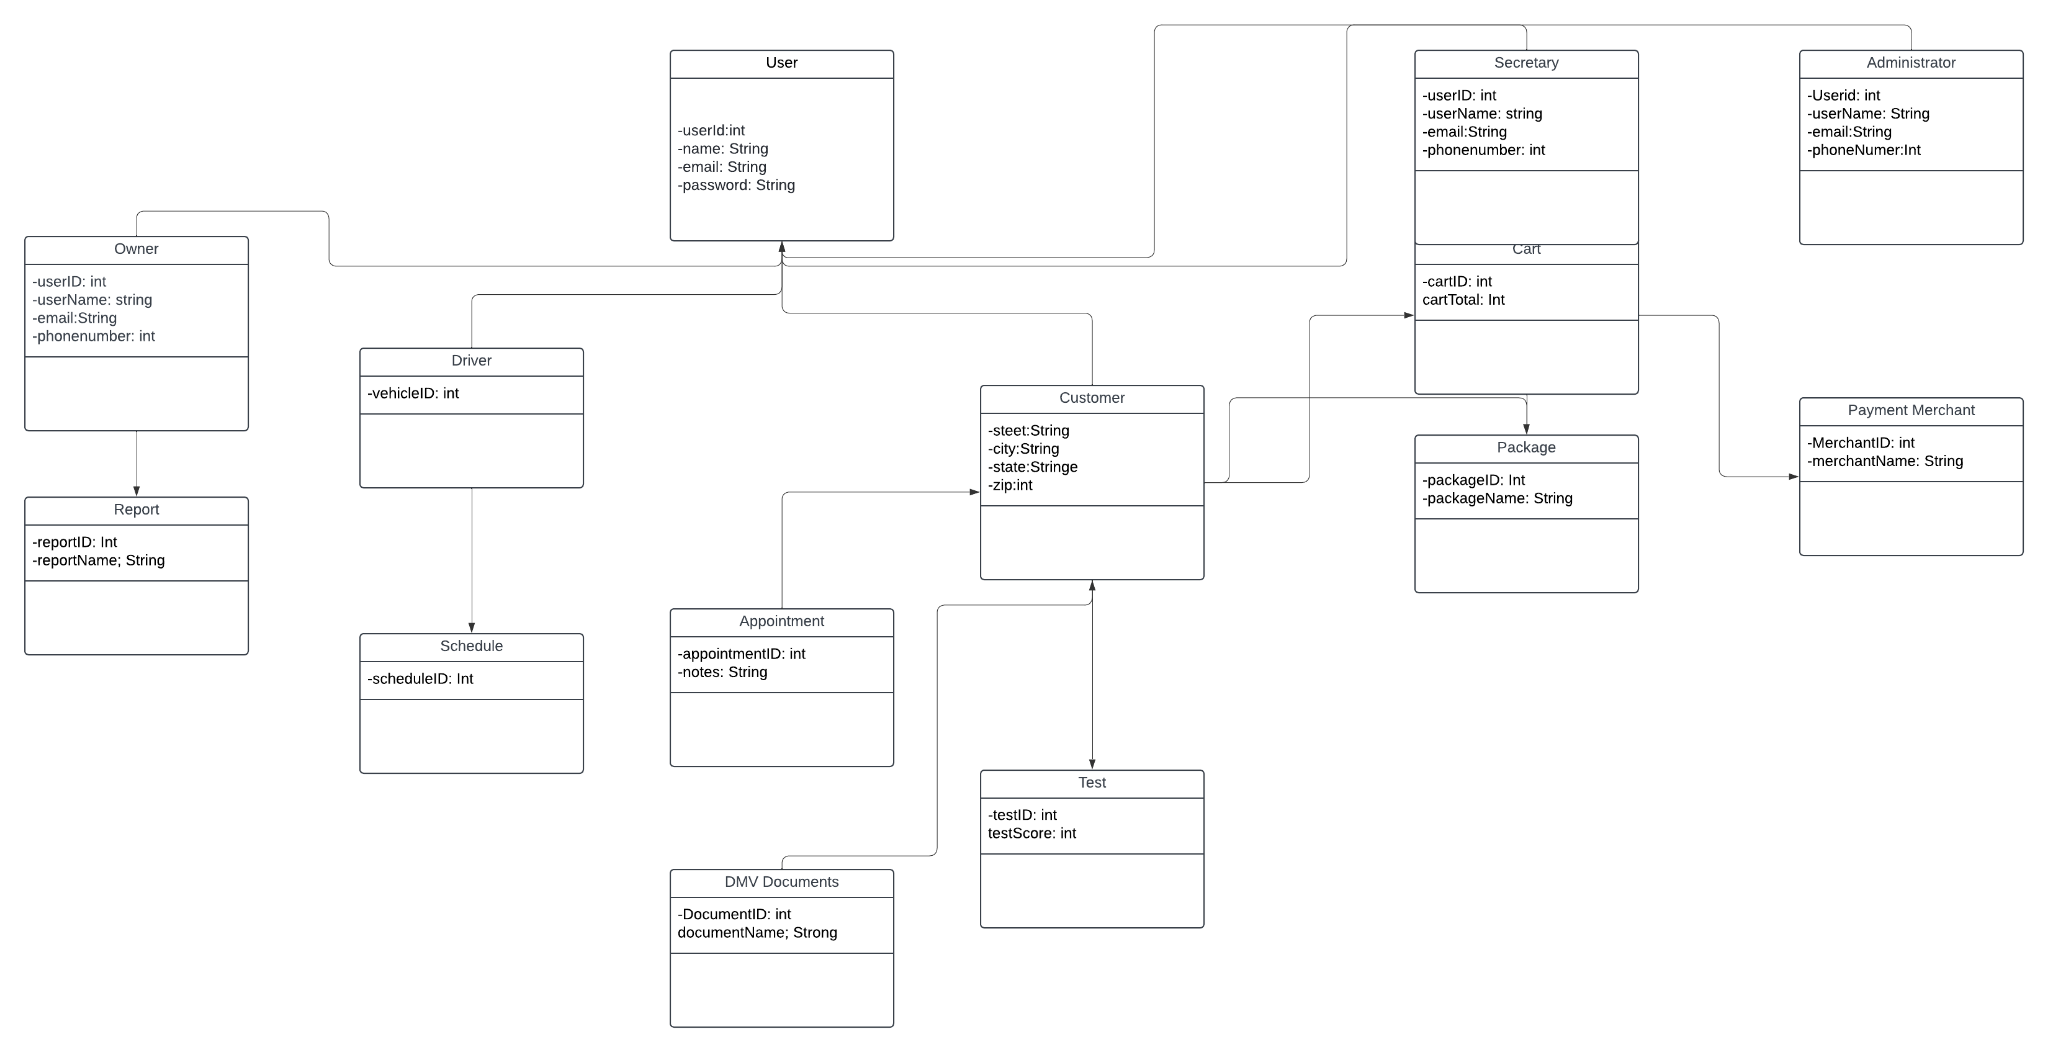 User
-userId:int
-name: String
-email: String
-password: String
Secretary
-userID: int
-userName: string
-email:String
-phonenumber: int
Administrator
-Userid: int
-userName: String
-email:String
-phoneNumer:Int
Owner
-userID: int
-userName: string
-email:String
-phonenumber: int
Cart
-cartID: int
cartTotal: Int
Driver
-vehicleID: int
Customer
-steet:String
-city:String
-state:Stringe
-zip:int
Payment Merchant
-MerchantID: int
-merchantName: String
Package
-packageID: Int
-packageName: String
Report
-reportID: Int
-reportName; String
Schedule
-scheduleID: Int
Appointment
-appointmentID: int
-notes: String
Test
-testID: int
testScore: int
DMV Documents
-DocumentID: int
documentName; Strong